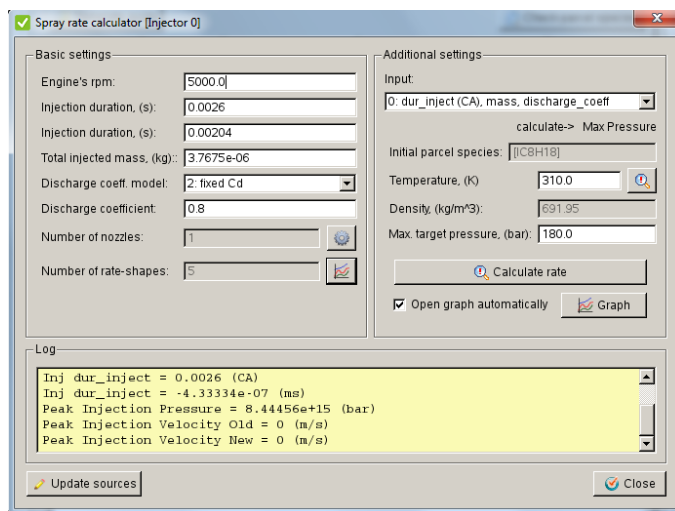 Spray rate calculator [Injector 0]
Basic settings
Engine's rpm: 5000.0
Injection duration, (s): 0.0026
Injection duration, (s): 0.00204
Total injected mass, (kg):: 3.7675e-06
Discharge coeff. model: 2: fixed Cd
Discharge coefficient: 0.8
Number of nozzles: 1
Number of rate-shapes: 5
Additional settings
Input:
0: dur_inject (CA), mass, discharge_coeff
calculate-> Max Pressure
Initial parcel species: [IC8H18]
Temperature, (K) 310.0
Density, (kg/m^3): 691.95
Max. target pressure, (bar): 180.0
Calculate rate
Open graph automatically
Graph
Log
Inj dur_inject = 0.0026 (CA)
Inj dur_inject = -4.33334e-07 (ms)
Peak Injection Pressure = 8.44456e+15 (bar)
Peak Injection Velocity Old = 0 (m/s)
Peak Injection Velocity New = 0 (m/s)
Update sources
Close